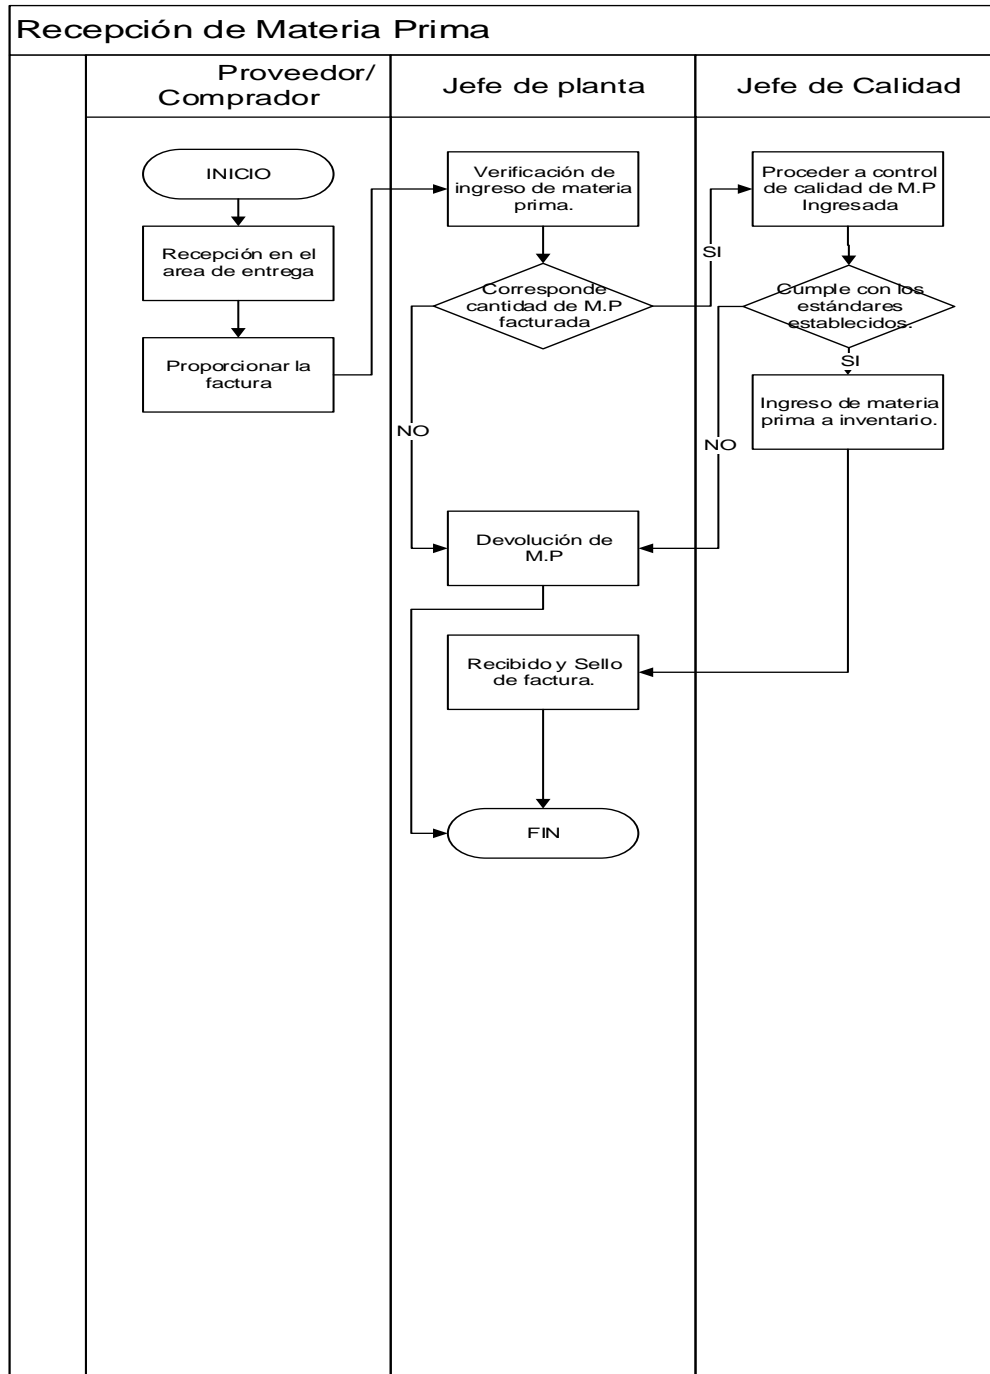 Recepción de Materia Prima
Proveedor/
Comprador
Jefe de planta
Jefe de Calidad
INICIO
Recepción en el
area de entrega
Proporcionar la
factura
Verificación de
ingreso de materia
prima.
Corresponde
cantidad de M.P
facturada
SI
NO
Proceder a control
de calidad de M.P
Ingresada
Cumple con los
estándares
establecidos.
SI
NO
Ingreso de materia
prima a inventario.
Devolución de
M.P
Recibido y Sello
de factura.
FIN